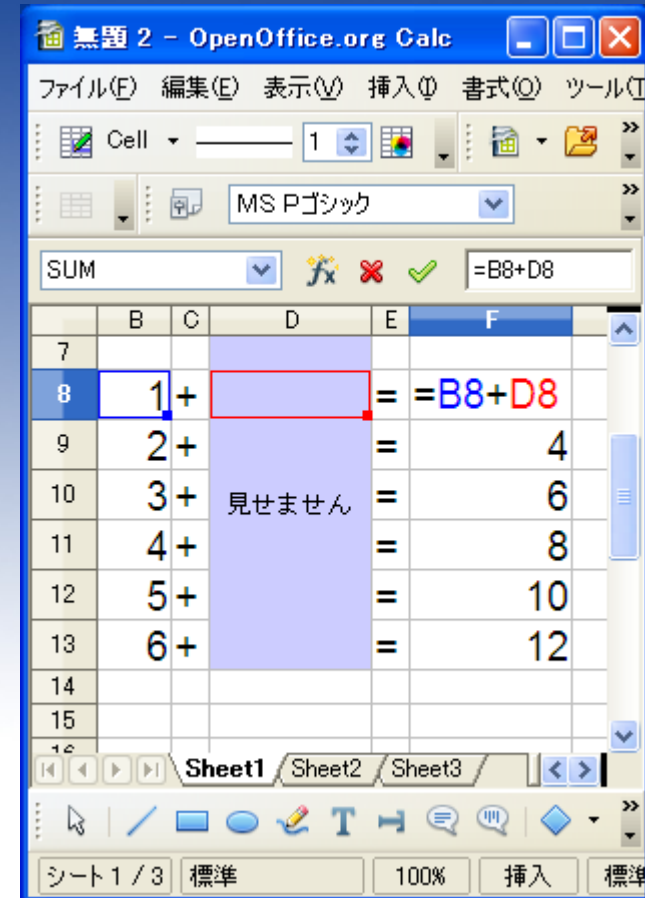 無題 2 - OpenOffice.org Calc
ファイル(F) 編集(E) 表示(V) 挿入(I) 書式(O) ツール(T
Cell 1
MS Pゴシック
SUM =B8+D8
B C D E F
7
8 1 + = =B8+D8
9 2 + = 4
10 3 + 見せません = 6
11 4 + = 8
12 5 + = 10
13 6 + = 12
14
15
16
Sheet1 Sheet2 Sheet3
T
シート 1 / 3 標準 100% 挿入 標準